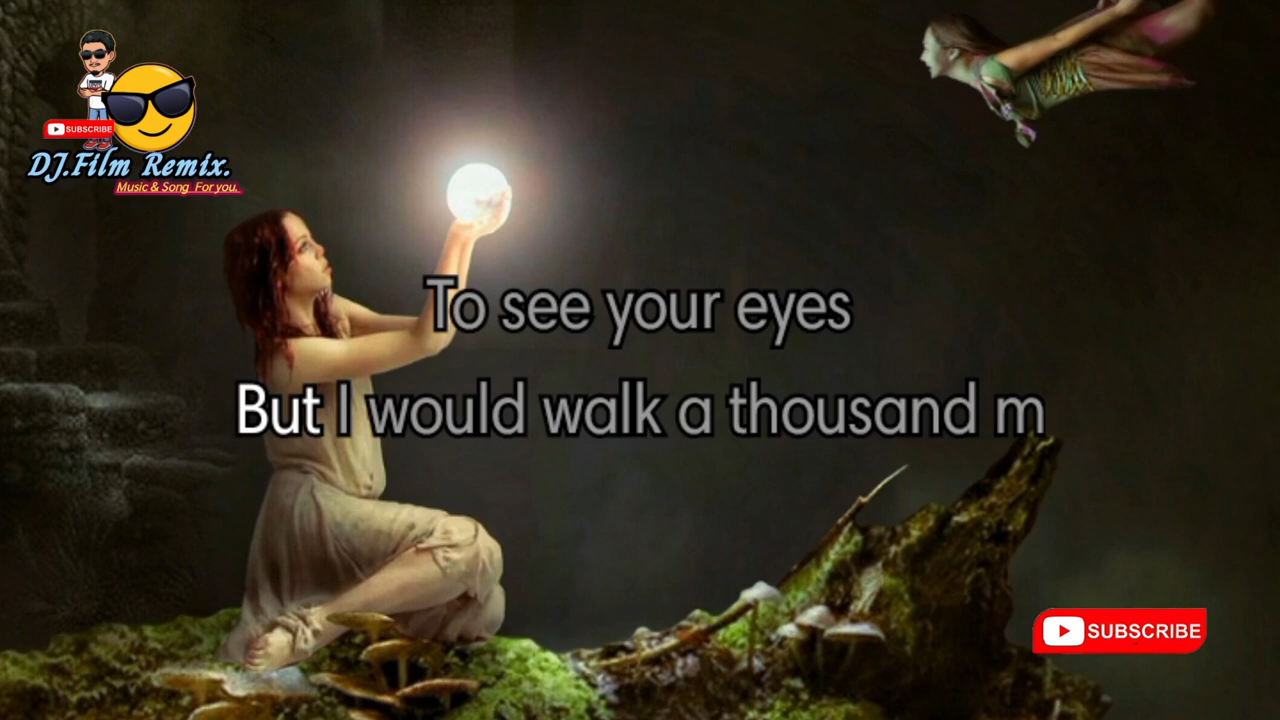 SUBSCRIBE
DJ.Film Remix.
Music & Song For you.
To see your eyes
But I would walk a thousand m
SUBSCRIBE